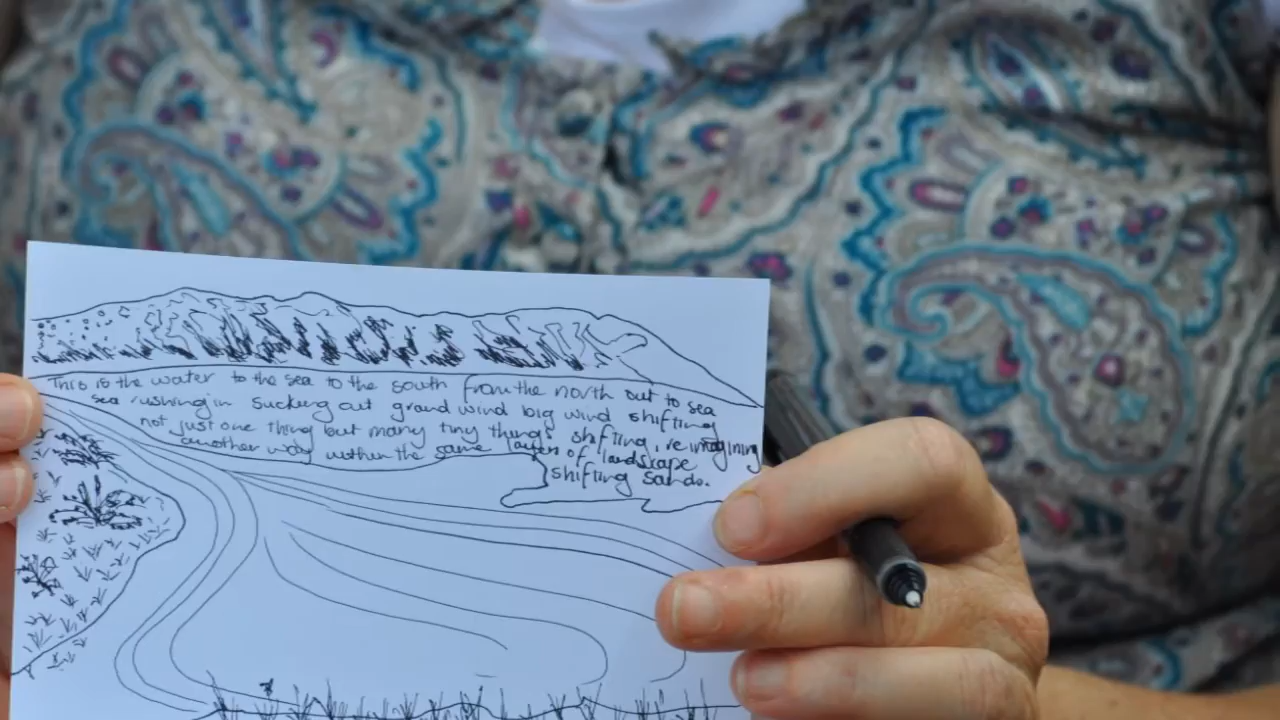 This is the water to the sea to the south from the north out to sea
sea rushing in sucking out grand wind big wind shifting
not just one thing but many tiny things shifting, reimagining
another way within the same layers of landscape
shifting sands.